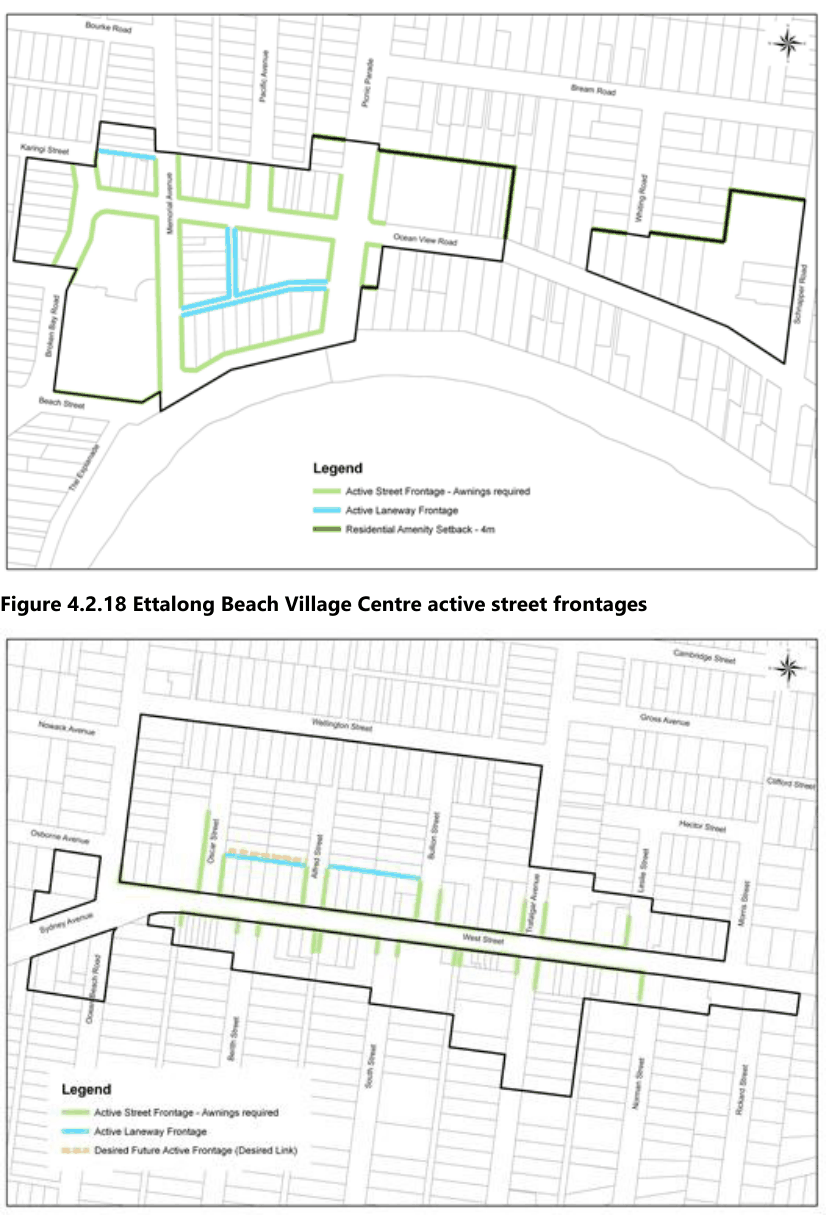 Bourke Road
Pacific Avenue
Picnic Parade
Bream Road
Karingi Street
Memorial Avenue
Whiting Road
Ocean View Road
Schnapper Road
Broken Bay Road
Beach Street
The Esplanade
Legend
Active Street Frontage - Awnings required
Active Laneway Frontage
Residential Amenity Setback - 4m
Figure 4.2.18 Ettalong Beach Village Centre active street frontages
Cambridge Street
Nowack Avenue
Wellington Street
Gross Avenue
Clifford Street
Osborne Avenue
Oscar Street
Alfred Street
Bullion Street
Hector Street
Leslie Street
Trafalgar Avenue
Morris Street
Sydney Avenue
West Street
Ocean Beach Road
Berith Street
South Street
Norman Street
Rickard Street
Legend
Active Street Frontage - Awnings required
Active Laneway Frontage
Desired Future Active Frontage (Desired Link)